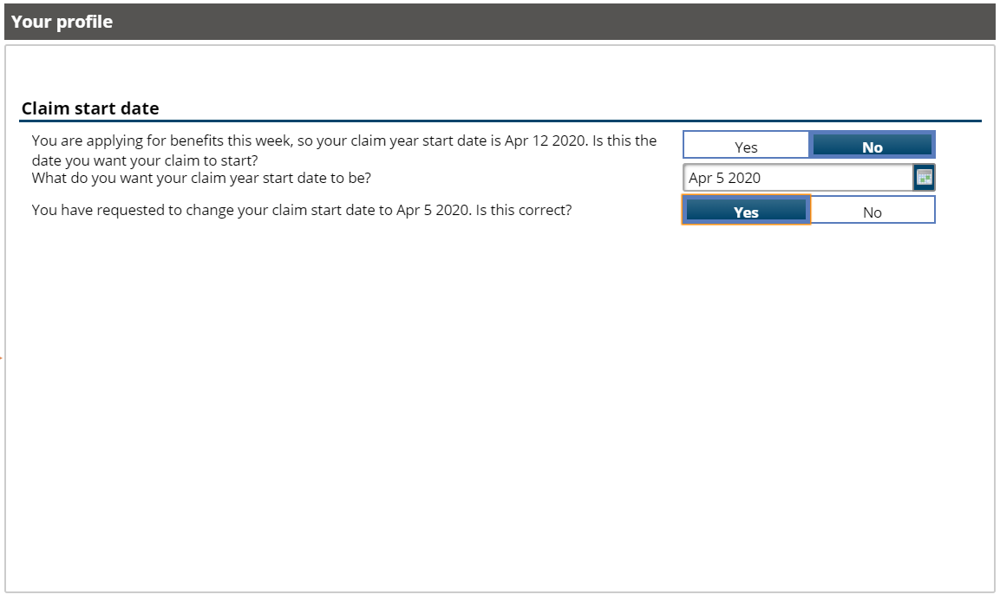 Your profile
Claim start date
You are applying for benefits this week, so your claim year start date is Apr 12 2020. Is this the
date you want your claim to start?
Yes
No
What do you want your claim year start date to be?
Apr 5 2020
You have requested to change your claim start date to Apr 5 2020. Is this correct?
Yes
No